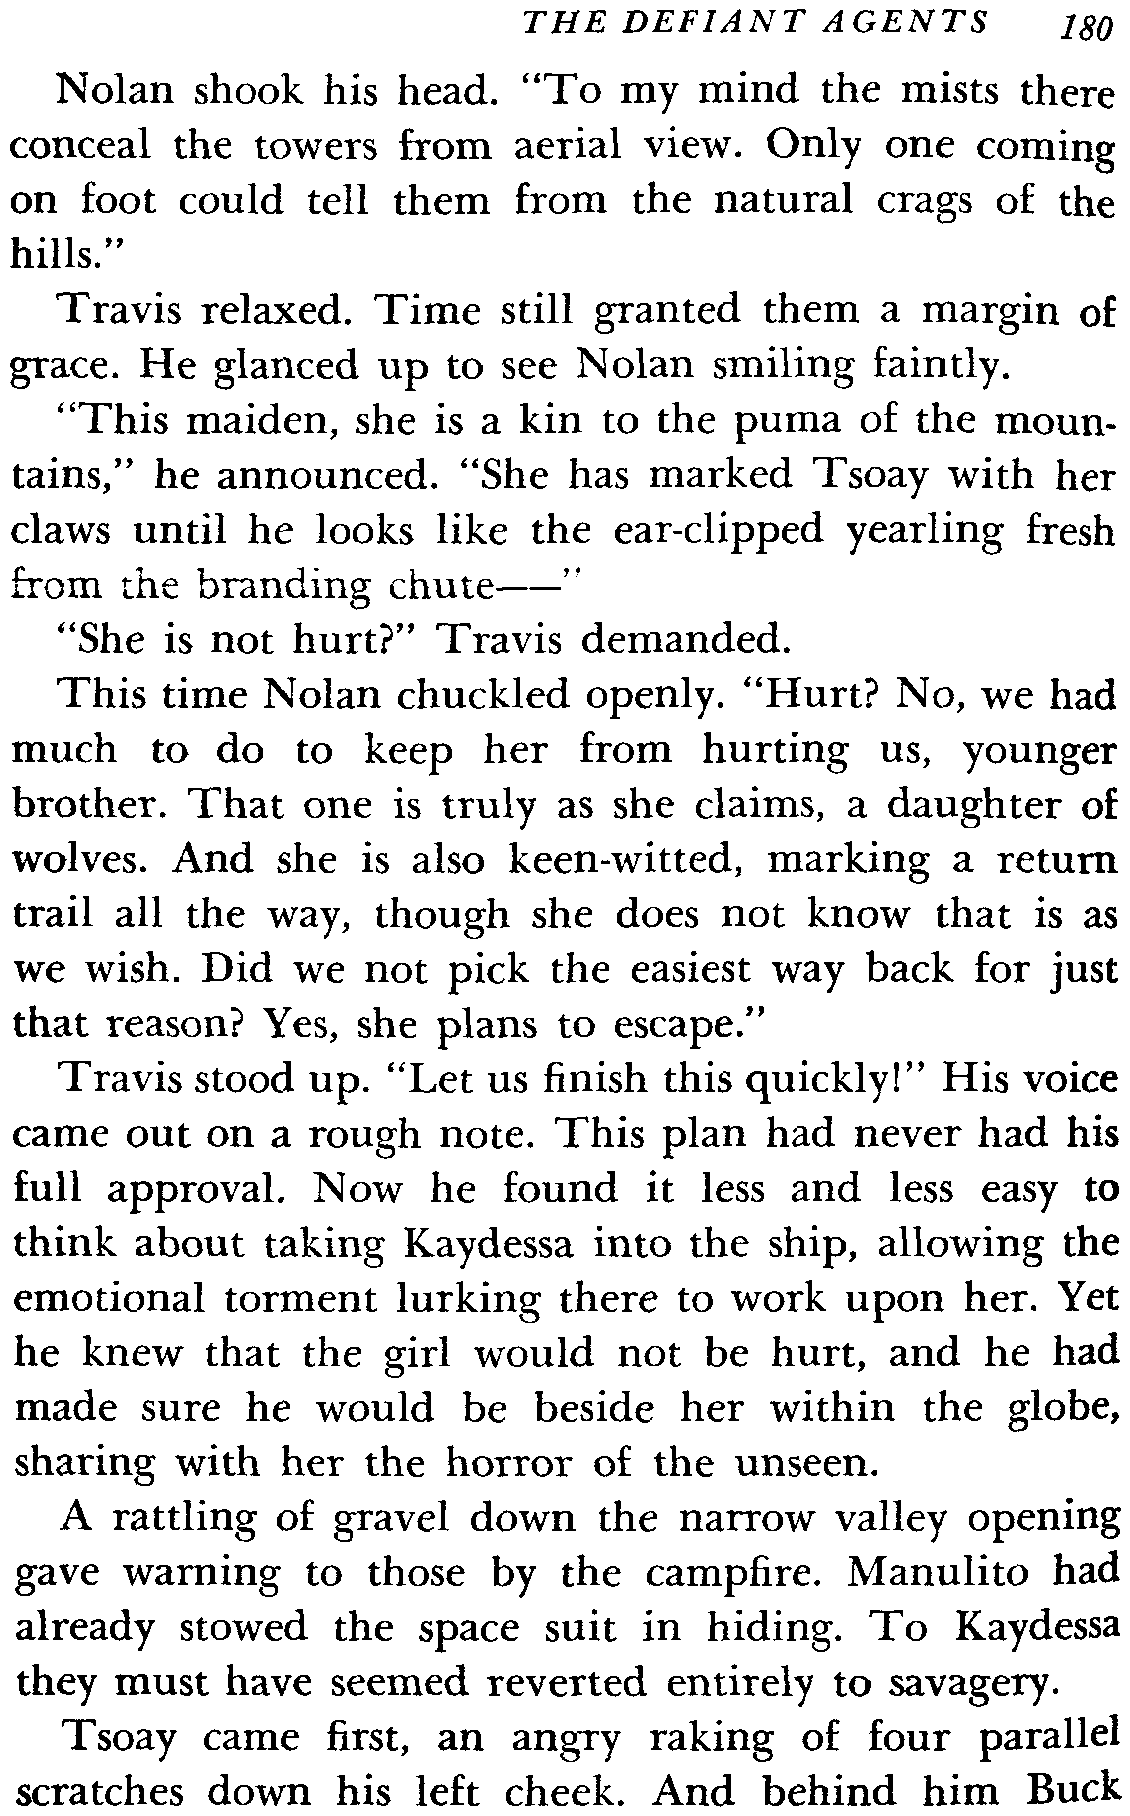 THE DEFIANT AGENTS 180
Nolan shook his head. "To my mind the mists there
conceal the towers from aerial view. Only one coming
on foot could tell them from the natural crags of the
hills."
Travis relaxed. Time still granted them a margin of
grace. He glanced up to see Nolan smiling faintly.
"This maiden, she is a kin to the puma of the moun-
tains," he announced. "She has marked Tsoay with her
claws until he looks like the ear-clipped yearling fresh
from the branding chute——"
"She is not hurt?" Travis demanded.
This time Nolan chuckled openly. "Hurt? No, we had
much to do to keep her from hurting us, younger
brother. That one is truly as she claims, a daughter of
wolves. And she is also keen-witted, marking a return
trail all the way, though she does not know that is as
we wish. Did we not pick the easiest way back for just
that reason? Yes, she plans to escape."
Travis stood up. "Let us finish this quickly!" His voice
came out on a rough note. This plan had never had his
full approval. Now he found it less and less easy to
think about taking Kaydessa into the ship, allowing the
emotional torment lurking there to work upon her. Yet
he knew that the girl would not be hurt, and he had
made sure he would be beside her within the globe,
sharing with her the horror of the unseen.
A rattling of gravel down the narrow valley opening
gave warning to those by the campfire. Manulito had
already stowed the space suit in hiding. To Kaydessa
they must have seemed reverted entirely to savagery.
Tsoay came first, an angry raking of four parallel
scratches down his left cheek. And behind him Buck